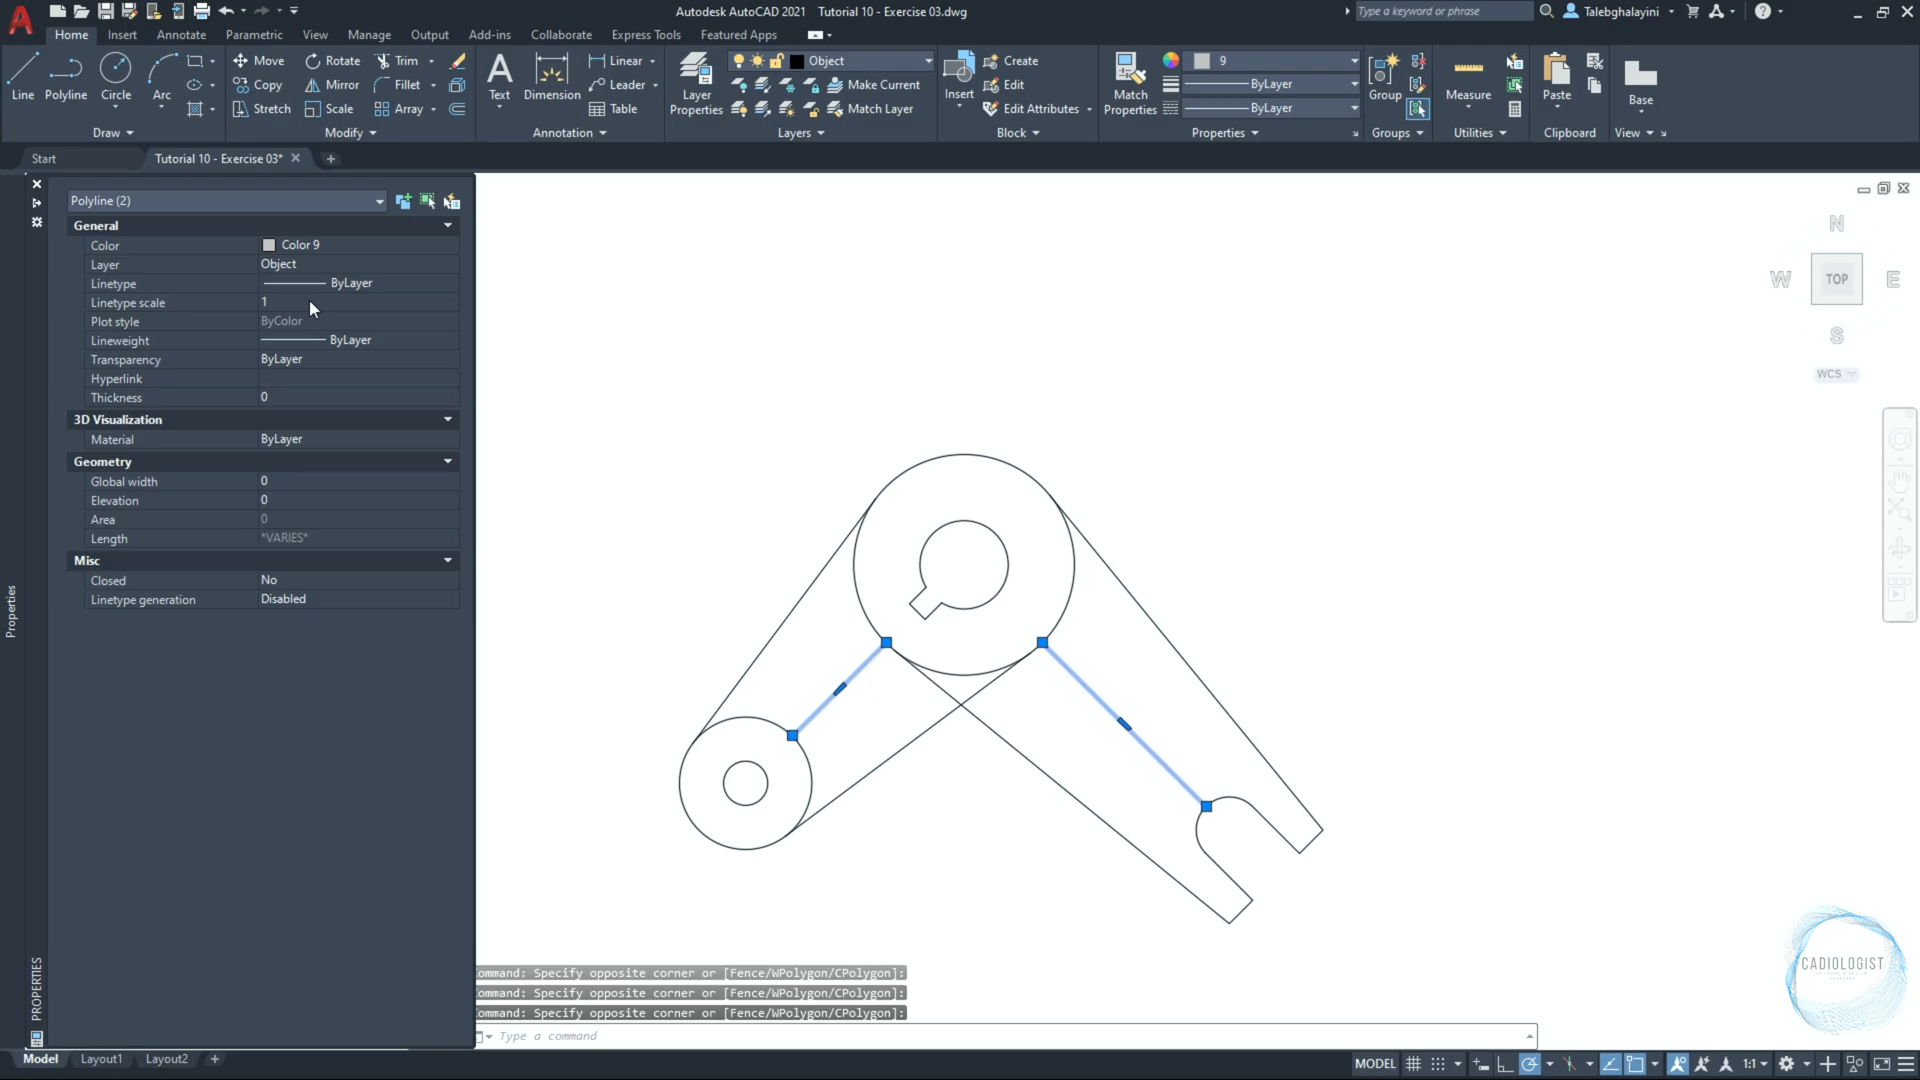 Autodesk AutoCAD 2021 Tutorial 10 - Exercise 03.dwg
Type a keyword or phrase
Talebghalayini
Home Insert Annotate Parametric View Manage Output Add-ins Collaborate Express Tools Featured Apps
Line Polyline Circle Arc
Move Rotate Trim
Copy Mirror Fillet
Stretch Scale Array
Text Dimension
Linear
Leader
Table
Layer Properties
Object
Make Current
Match Layer
Insert
Create
Edit
Edit Attributes
Match Properties
9
ByLayer
ByLayer
Group Measure Paste Base
Draw Modify Annotation Layers Block Properties Groups Utilities Clipboard View
Start Tutorial 10 - Exercise 03*
Polyline (2)
General
Color Color 9
Layer Object
Linetype ByLayer
Linetype scale 1
Plot style ByColor
Lineweight ByLayer
Transparency ByLayer
Hyperlink
Thickness 0
3D Visualization
Material ByLayer
Geometry
Global width 0
Elevation 0
Area 0
Length *VARIES*
Misc
Closed No
Linetype generation Disabled
Properties
PROPERTIES
N
W TOP E
S
WCS
CADIOLOGIST
Command: Specify opposite corner or [Fence/WPolygon/CPolygon]:
Command: Specify opposite corner or [Fence/WPolygon/CPolygon]:
Command: Specify opposite corner or [Fence/WPolygon/CPolygon]:
Type a command
Model Layout1 Layout2
MODEL 1:1